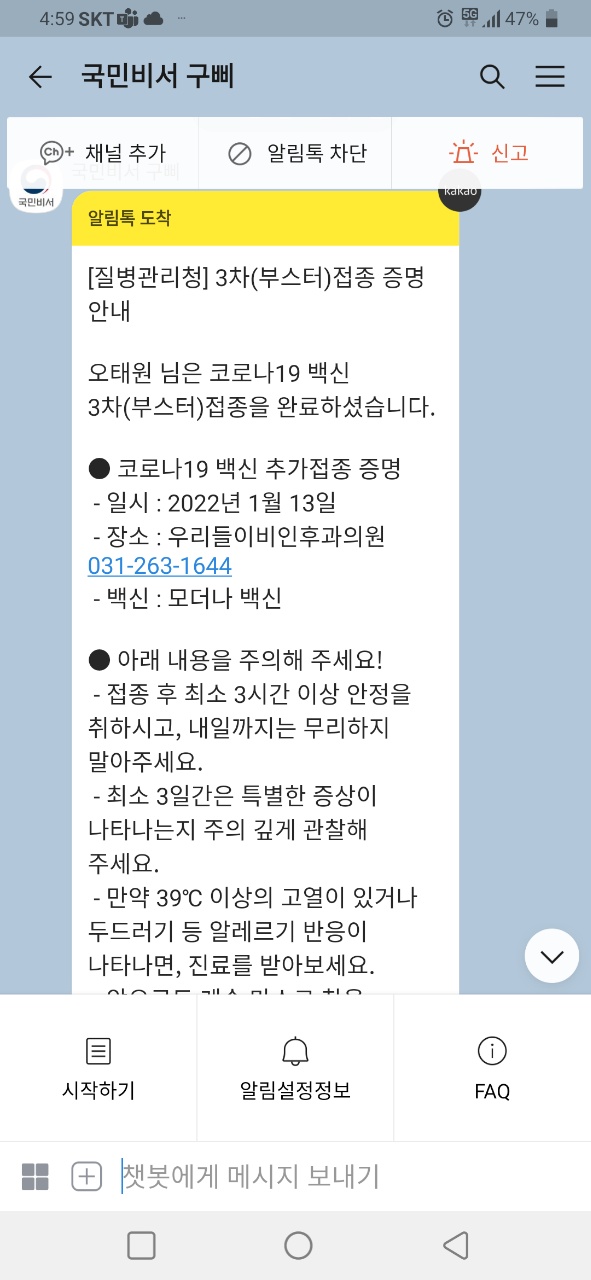 4:59 SKT 5G 47%
국민비서 구삐
Ch+ 채널 추가 알림톡 차단 신고
국민비서 구삐
국민비서 kakao
알림톡 도착
[질병관리청] 3차(부스터)접종 증명
안내
오태원 님은 코로나19 백신
3차(부스터)접종을 완료하셨습니다.
● 코로나19 백신 추가접종 증명
- 일시 : 2022년 1월 13일
- 장소 : 우리들이비인후과의원
031-263-1644
- 백신 : 모더나 백신
● 아래 내용을 주의해 주세요!
- 접종 후 최소 3시간 이상 안정을
취하시고, 내일까지는 무리하지
말아주세요.
- 최소 3일간은 특별한 증상이
나타나는지 주의 깊게 관찰해
주세요.
- 만약 39℃ 이상의 고열이 있거나
두드러기 등 알레르기 반응이
나타나면, 진료를 받아보세요.
시작하기 알림설정정보 FAQ
챗봇에게 메시지 보내기